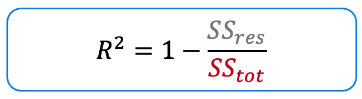 R² = 1 − SS_res / SS_tot